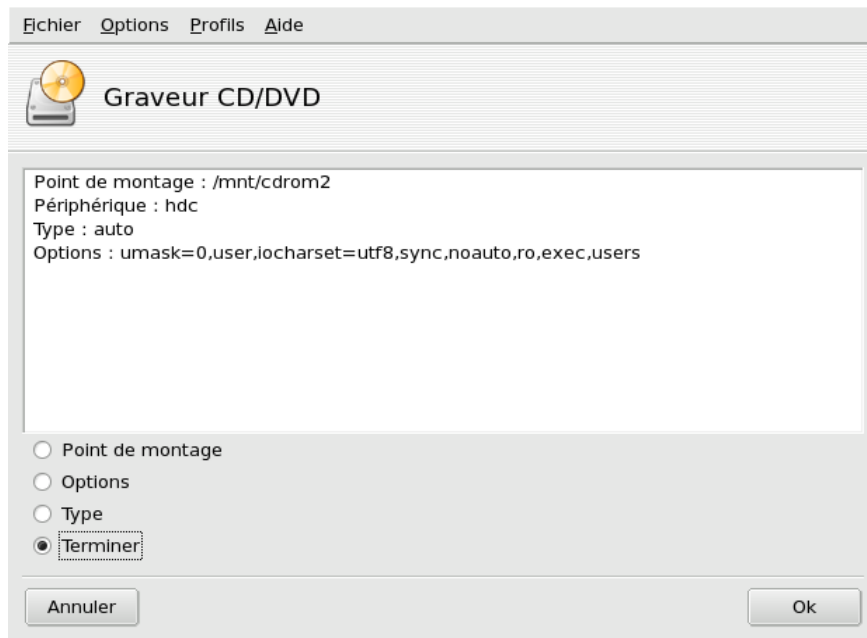 Fichier Options Profils Aide
Graveur CD/DVD
Point de montage : /mnt/cdrom2
Périphérique : hdc
Type : auto
Options : umask=0,user,iocharset=utf8,sync,noauto,ro,exec,users
Point de montage
Options
Type
Terminer
Annuler Ok